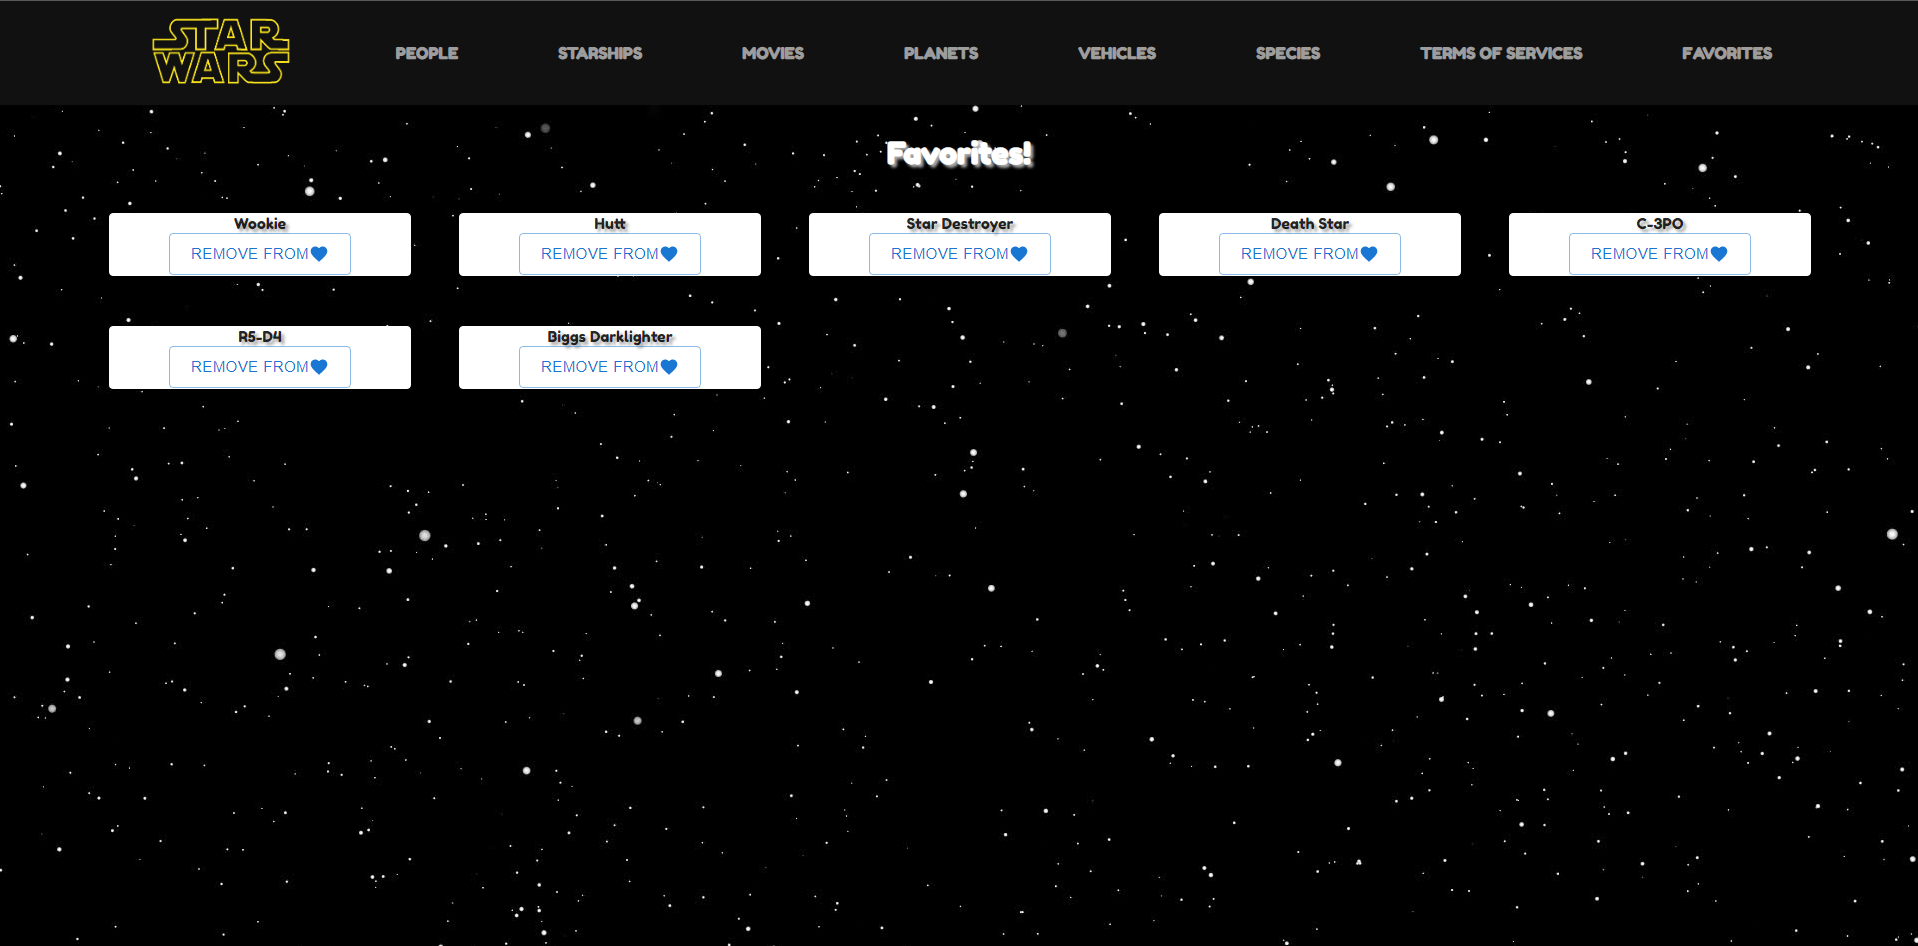 STAR
WARS
PEOPLE
STARSHIPS
MOVIES
PLANETS
VEHICLES
SPECIES
TERMS OF SERVICES
FAVORITES
Favorites!
Wookie
REMOVE FROM
Hutt
REMOVE FROM
Star Destroyer
REMOVE FROM
Death Star
REMOVE FROM
C-3PO
REMOVE FROM
R5-D4
REMOVE FROM
Biggs Darklighter
REMOVE FROM